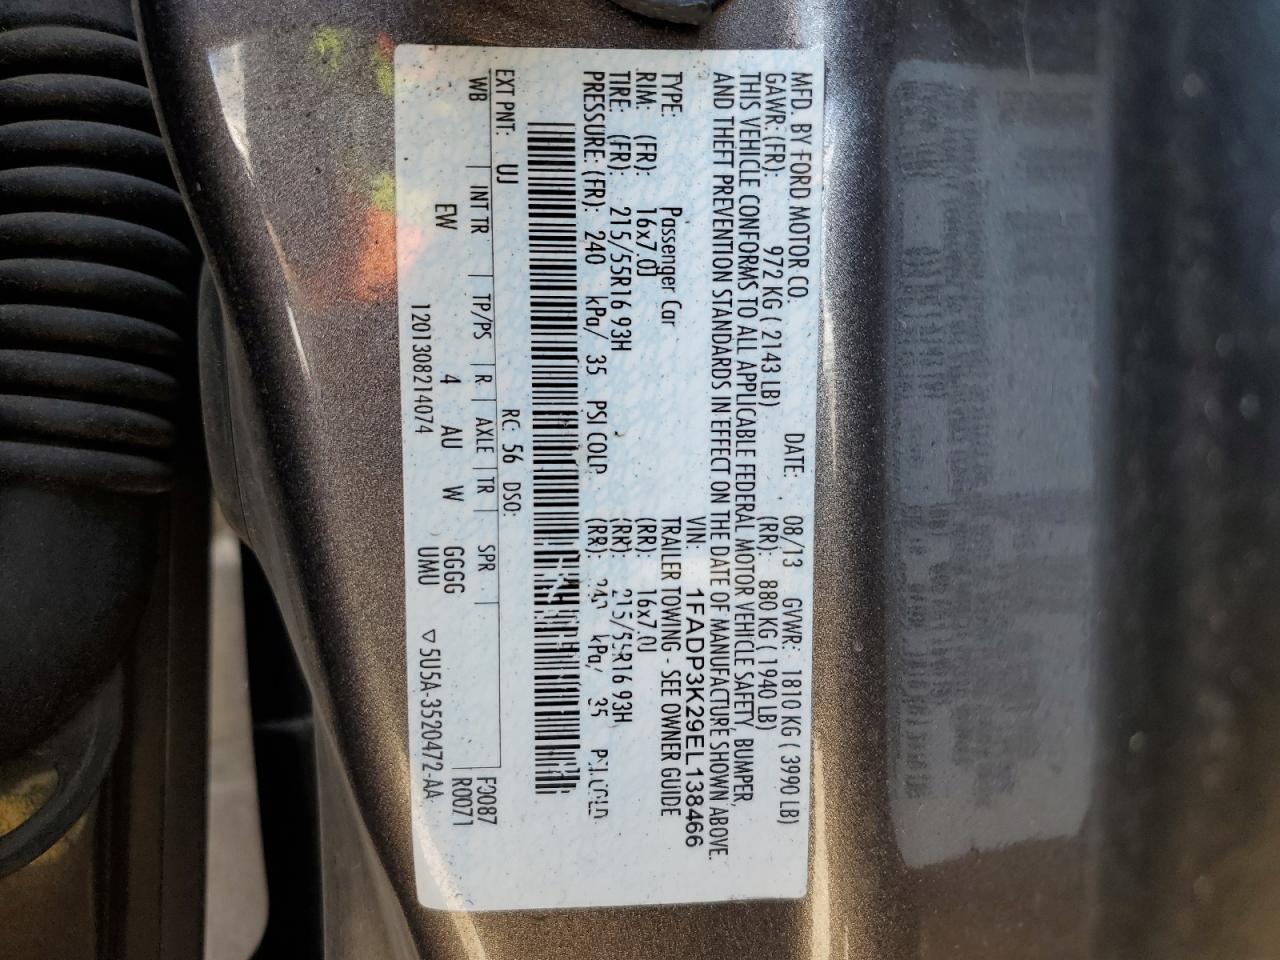 MFD. BY FORD MOTOR CO. DATE: 08/13 GVWR: 1810 KG ( 3990 LB)
GAWR:(FR): 972 KG ( 2143 LB) (RR): 880 KG ( 1940 LB)
THIS VEHICLE CONFORMS TO ALL APPLICABLE FEDERAL MOTOR VEHICLE SAFETY, BUMPER,
AND THEFT PREVENTION STANDARDS IN EFFECT ON THE DATE OF MANUFACTURE SHOWN ABOVE.
VIN: 1FADP3K29EL138466
TYPE: Passenger Car TRAILER TOWING - SEE OWNER GUIDE
RIM: (FR): 16x7.0J (RR): 16x7.0J
TIRE: (FR): 215/55R16 93H (RR): 215/55R16 93H
PRESSURE: (FR): 240 kPa/ 35 PSI COLD (RR): 240 kPa/ 35 PSI COLD
EXT PNT: UJ RC: 56 DSO:
WB INT TR TP/PS R AXLE TR SPR F0087
EW 4 AU W GGGG R0071
UMU
1201308214074 ▽5U5A-3520472-AA